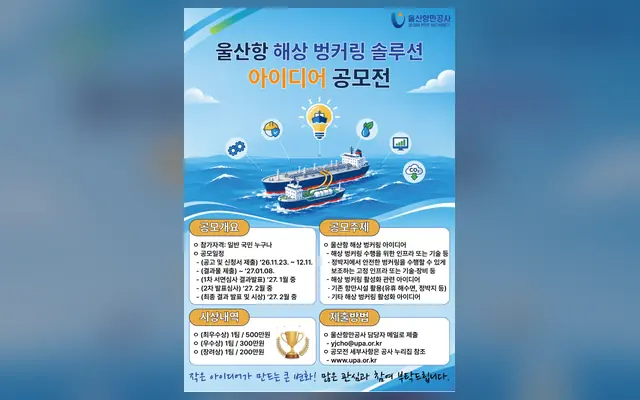 울산항만공사
ULSAN PORT AUTHORITY
울산항 해상 벙커링 솔루션
아이디어 공모전
CO₂
공모개요
o 참가자격: 일반 국민 누구나
o 공모일정
- (공고 및 신청서 제출) '26.11.23. ~ 12.11.
- (결과물 제출) ~ '27.01.08.
- (1차 서면심사 결과발표) '27. 1월 중
- (2차 발표심사) '27. 2월 중
- (최종 결과 발표 및 시상) '27. 2월 중
공모주제
o 울산항 해상 벙커링 아이디어
- 해상 벙커링 수행을 위한 인프라 또는 기술 등
· 정박지에서 안전한 벙커링을 수행할 수 있게
보조하는 고정 인프라 또는 기술·장비 등
- 해상 벙커링 활성화 관련 아이디어
· 기존 항만시설 활용(유휴 해수면, 정박지 등)
· 기타 해상 벙커링 활성화 아이디어
시상내역
o (최우수상) 1팀 / 500만원
o (우수상) 1팀 / 300만원
o (장려상) 1팀 / 200만원
제출방법
o 울산항만공사 담당자 메일로 제출
- yjcho@upa.or.kr
o 공모전 세부사항은 공사 누리집 참조
- www.upa.or.kr
작은 아이디어가 만드는 큰 변화! 많은 관심과 참여 부탁드립니다.